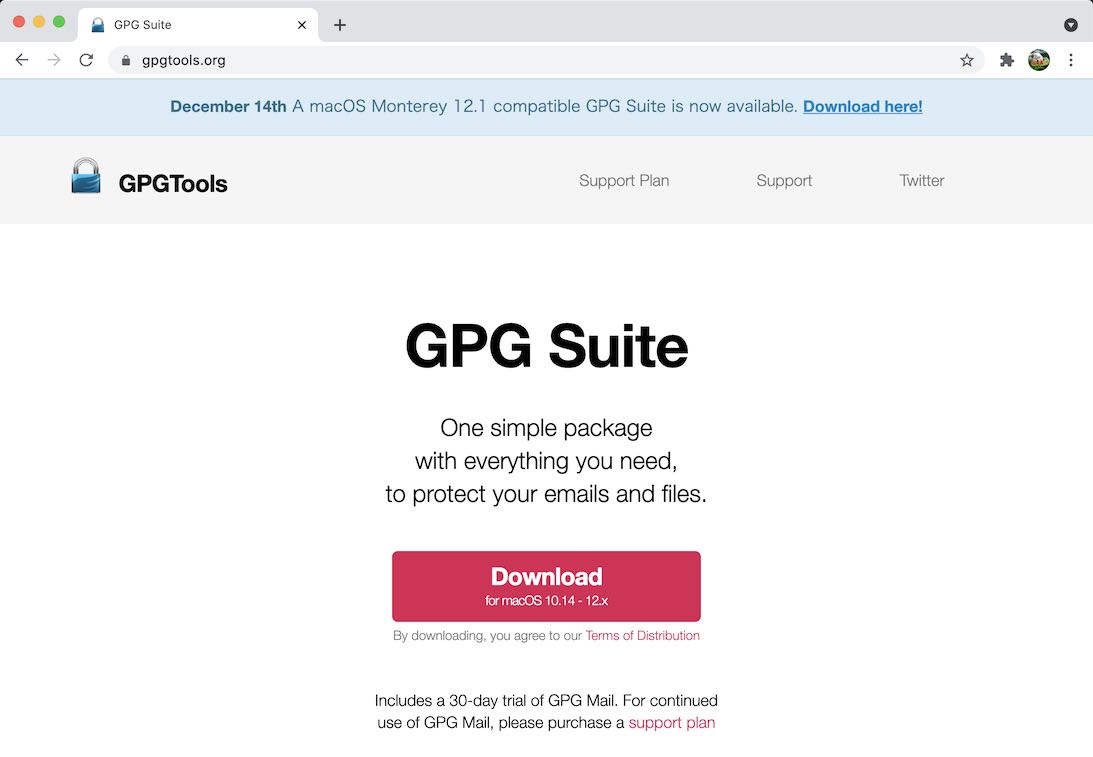 GPG Suite
gpgtools.org
December 14th A macOS Monterey 12.1 compatible GPG Suite is now available. Download here!
GPGTools
Support Plan
Support
Twitter
GPG Suite
One simple package
with everything you need,
to protect your emails and files.
Download
for macOS 10.14 - 12.x
By downloading, you agree to our Terms of Distribution
Includes a 30-day trial of GPG Mail. For continued
use of GPG Mail, please purchase a support plan